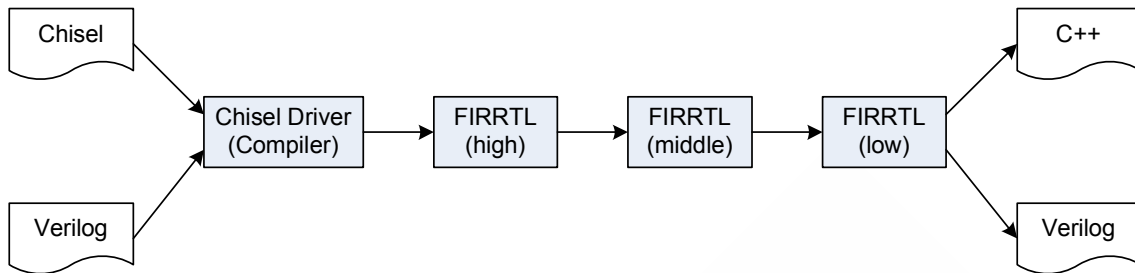 Chisel
C++
Chisel Driver
(Compiler)
FIRRTL
(high)
FIRRTL
(middle)
FIRRTL
(low)
Verilog
Verilog